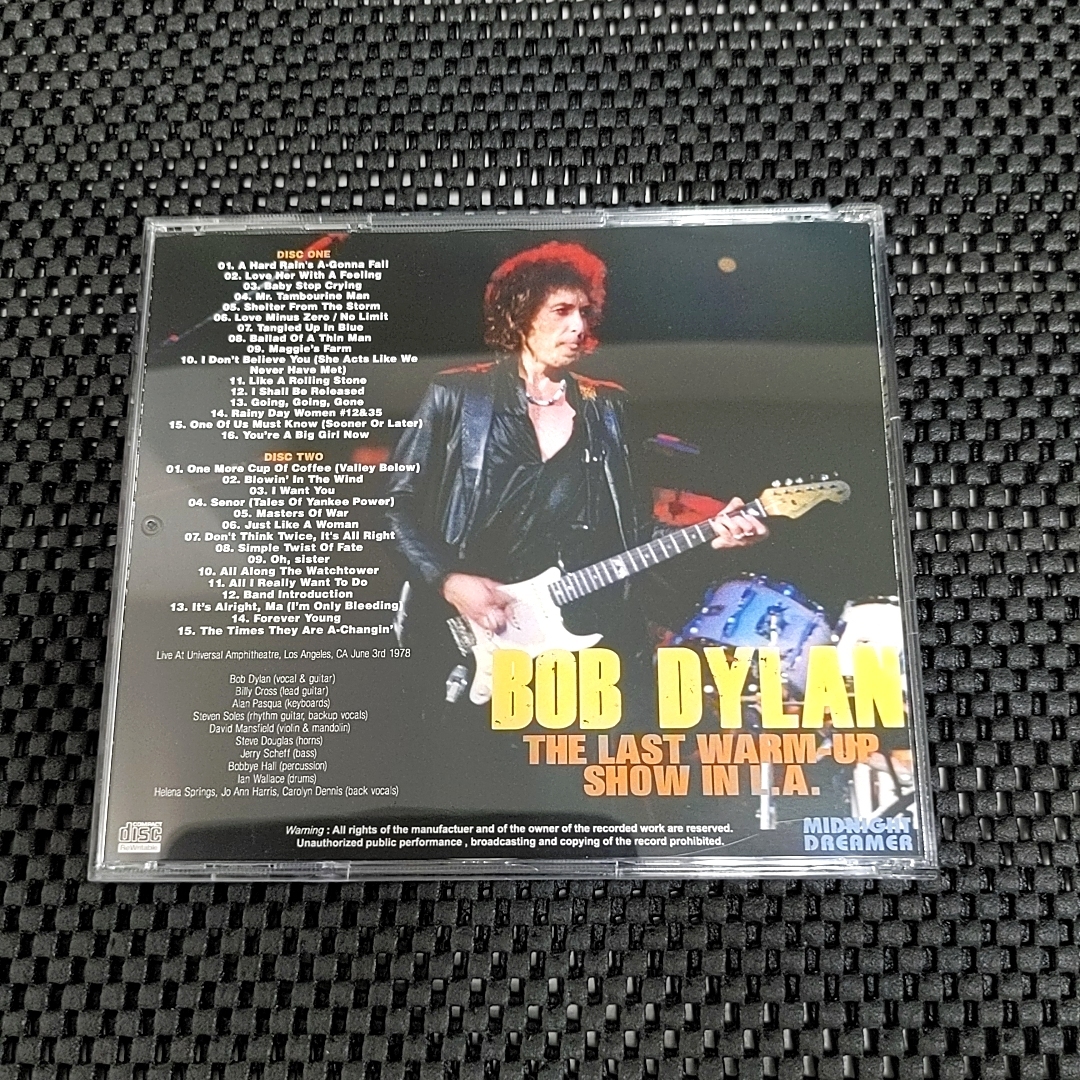 DISC ONE
01. A Hard Rain's A-Gonna Fall
02. Love Her With A Feeling
03. Baby Stop Crying
04. Mr. Tambourine Man
05. Shelter From The Storm
06. Love Minus Zero / No Limit
07. Tangled Up In Blue
08. Ballad Of A Thin Man
09. Maggie's Farm
10. I Don't Believe You (She Acts Like We
Never Have Met)
11. Like A Rolling Stone
12. I Shall Be Released
13. Going, Going, Gone
14. Rainy Day Women #12&35
15. One Of Us Must Know (Sooner Or Later)
16. You're A Big Girl Now
DISC TWO
01. One More Cup Of Coffee (Valley Below)
02. Blowin' In The Wind
03. I Want You
04. Senor (Tales Of Yankee Power)
05. Masters Of War
06. Just Like A Woman
07. Don't Think Twice, It's All Right
08. Simple Twist Of Fate
09. Oh, sister
10. All Along The Watchtower
11. All I Really Want To Do
12. Band Introduction
13. It's Alright, Ma (I'm Only Bleeding)
14. Forever Young
15. The Times They Are A-Changin'
Live At Universal Amphitheatre, Los Angeles, CA June 3rd 1978
Bob Dylan (vocal & guitar)
Billy Cross (lead guitar)
Alan Pasqua (keyboards)
Steven Soles (rhythm guitar, backup vocals)
David Mansfield (violin & mandolin)
Steve Douglas (horns)
Jerry Scheff (bass)
Bobbye Hall (percussion)
Ian Wallace (drums)
Helena Springs, Jo Ann Harris, Carolyn Dennis (back vocals)
BOB DYLAN
THE LAST WARM-UP
SHOW IN L.A.
COMPACT
disc
Warning : All rights of the manufactuer and of the owner of the recorded work are reserved.
Unauthorized public performance , broadcasting and copying of the record prohibited.
MIDNIGHT
DREAMER